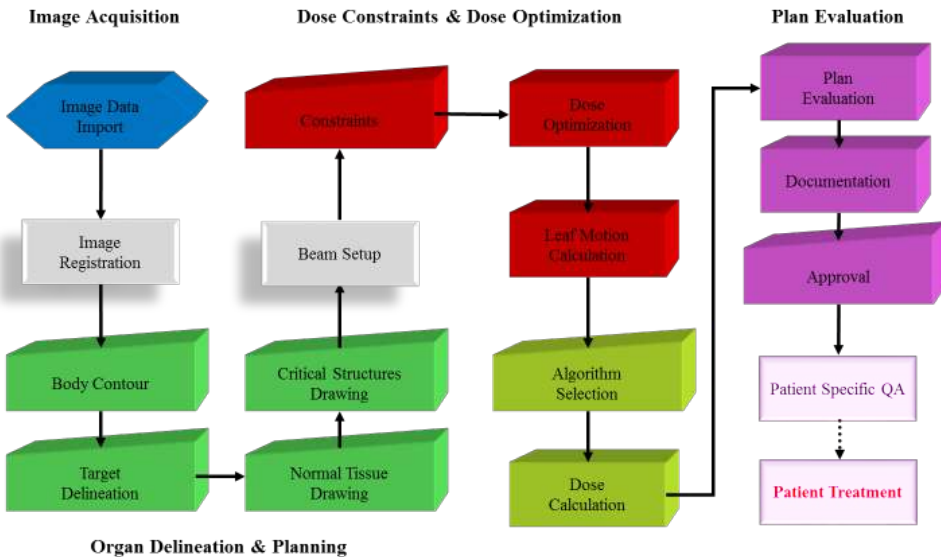 Image Acquisition
Dose Constraints & Dose Optimization
Plan Evaluation
Image Data
Import
Image
Registration
Body Contour
Target
Delineation
Normal Tissue
Drawing
Critical Structures
Drawing
Beam Setup
Constraints
Dose
Optimization
Leaf Motion
Calculation
Algorithm
Selection
Dose
Calculation
Plan
Evaluation
Documentation
Approval
Patient Specific QA
Patient Treatment
Organ Delineation & Planning